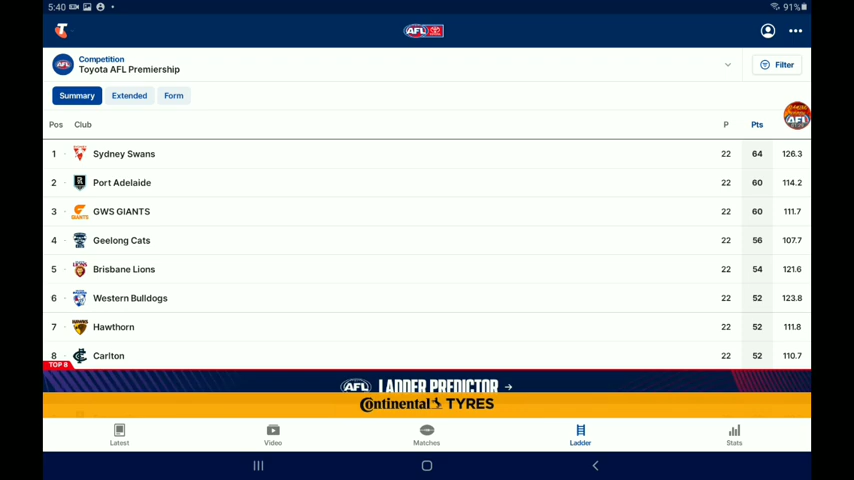 5:40
91%
AFL
Competition
Toyota AFL Premiership
Filter
Summary Extended Form
AFL
Pos Club P Pts
1 Sydney Swans 22 64 126.3
2 Port Adelaide 22 60 114.2
3 GWS GIANTS 22 60 111.7
4 Geelong Cats 22 56 107.7
5 Brisbane Lions 22 54 121.6
6 Western Bulldogs 22 52 123.8
7 Hawthorn 22 52 111.8
8 Carlton 22 52 110.7
TOP 8
AFL LADDER PREDICTOR
Continental TYRES
Latest Video Matches Ladder Stats